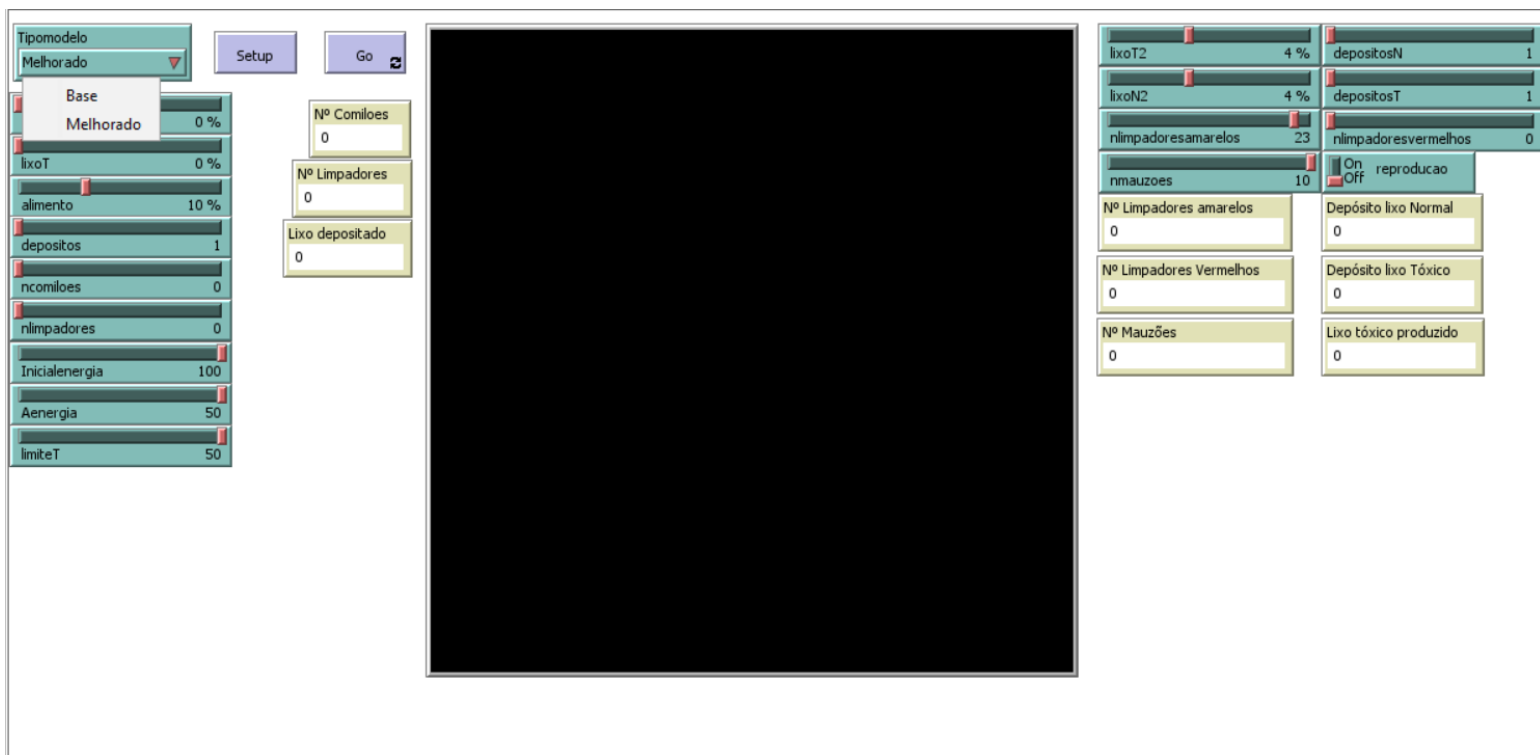 Tipomodelo
Melhorado
Base
Melhorado
Setup
Go
0 %
lixoT
0 %
alimento
10 %
depositos
1
ncomiloes
0
nlimpadores
0
Inicialenergia
100
Aenergia
50
limiteT
50
Nº Comiloes
0
Nº Limpadores
0
Lixo depositado
0
lixoT2
4 %
depositosN
1
lixoN2
4 %
depositosT
1
nlimpadoresamarelos
23
nlimpadoresvermelhos
0
nmauzoes
10
On
Off
reproducao
Nº Limpadores amarelos
0
Depósito lixo Normal
0
Nº Limpadores Vermelhos
0
Depósito lixo Tóxico
0
Nº Mauzões
0
Lixo tóxico produzido
0